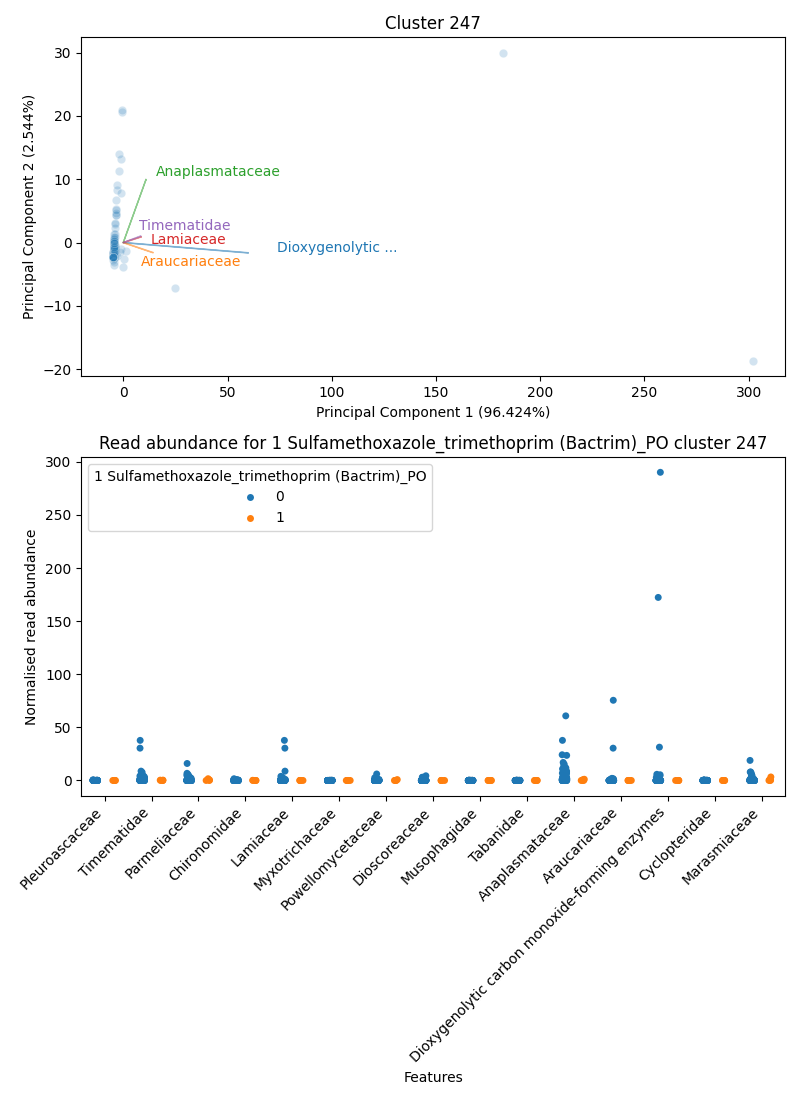 Cluster 247
30
20
10
0
−10
−20
Principal Component 2 (2.544%)
Anaplasmataceae
Timematidae
Lamiaceae
Dioxygenolytic ...
Araucariaceae
0 50 100 150 200 250 300
Principal Component 1 (96.424%)
Read abundance for 1 Sulfamethoxazole_trimethoprim (Bactrim)_PO cluster 247
300
250
200
150
100
50
0
Normalised read abundance
1 Sulfamethoxazole_trimethoprim (Bactrim)_PO
0
1
Pleuroascaceae
Timematidae
Parmeliaceae
Chironomidae
Lamiaceae
Myxotrichaceae
Powellomycetaceae
Dioscoreaceae
Musophagidae
Tabanidae
Anaplasmataceae
Araucariaceae
Dioxygenolytic carbon monoxide-forming enzymes
Cyclopteridae
Marasmiaceae
Features